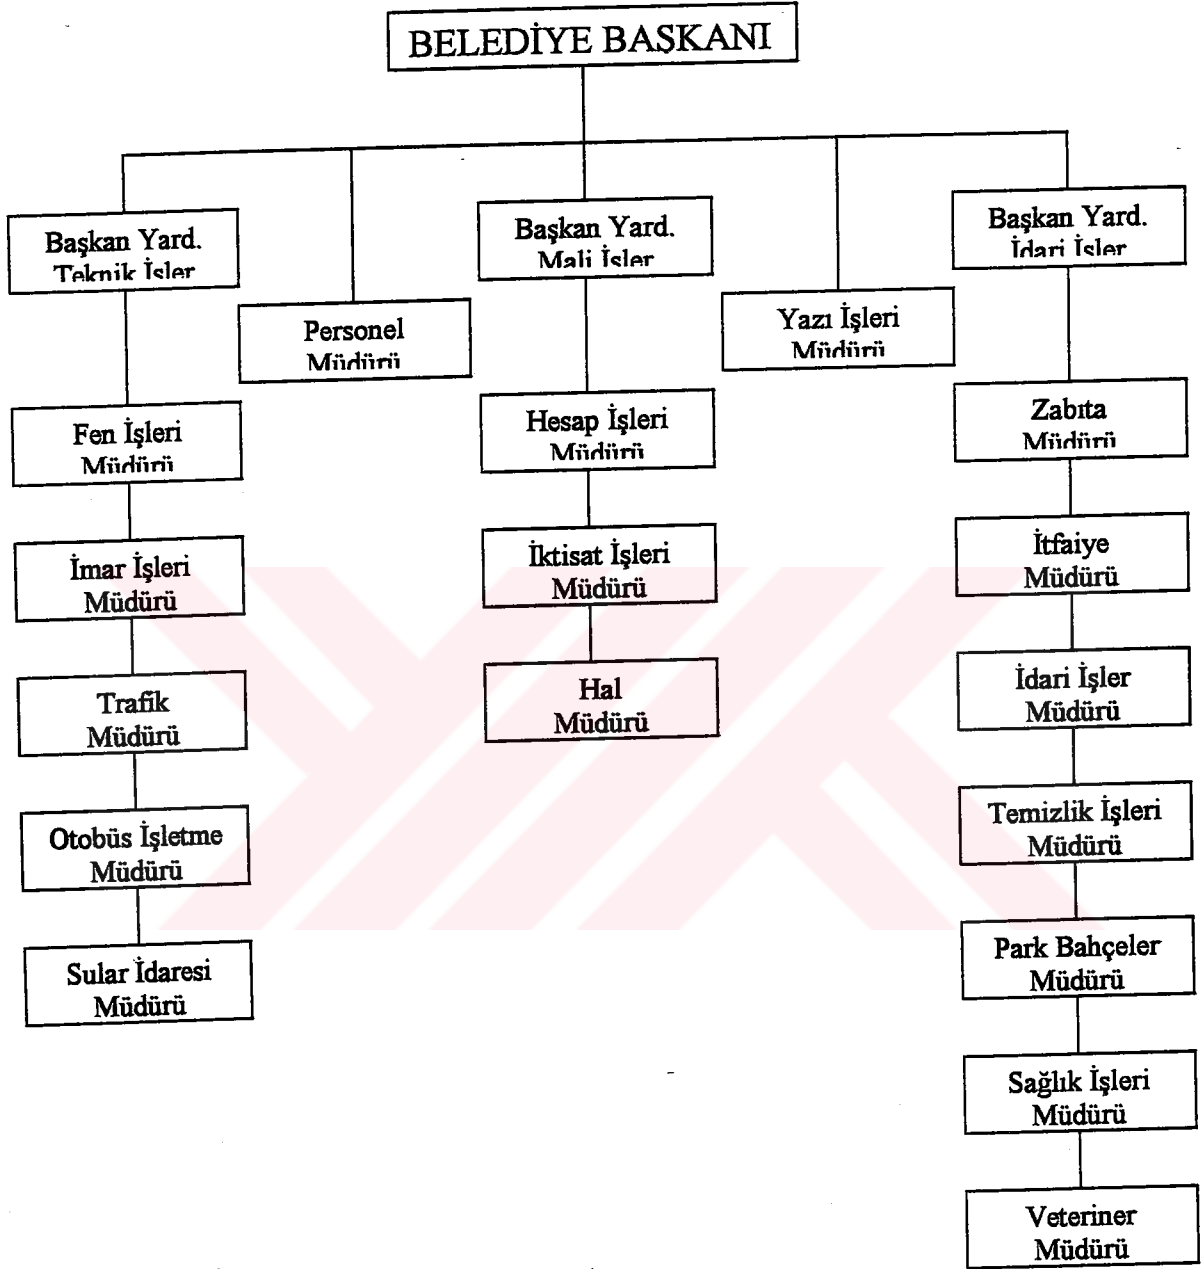 BELEDİYE BAŞKANI
Başkan Yard.
Teknik İşler
Personel
Müdürü
Başkan Yard.
Mali İşler
Yazı İşleri
Müdürü
Başkan Yard.
İdari İşler
Fen İşleri
Müdürü
İmar İşleri
Müdürü
Trafik
Müdürü
Otobüs İşletme
Müdürü
Sular İdaresi
Müdürü
Hesap İşleri
Müdürü
İktisat İşleri
Müdürü
Hal
Müdürü
Zabıta
Müdürü
İtfaiye
Müdürü
İdari İşler
Müdürü
Temizlik İşleri
Müdürü
Park Bahçeler
Müdürü
Sağlık İşleri
Müdürü
Veteriner
Müdürü